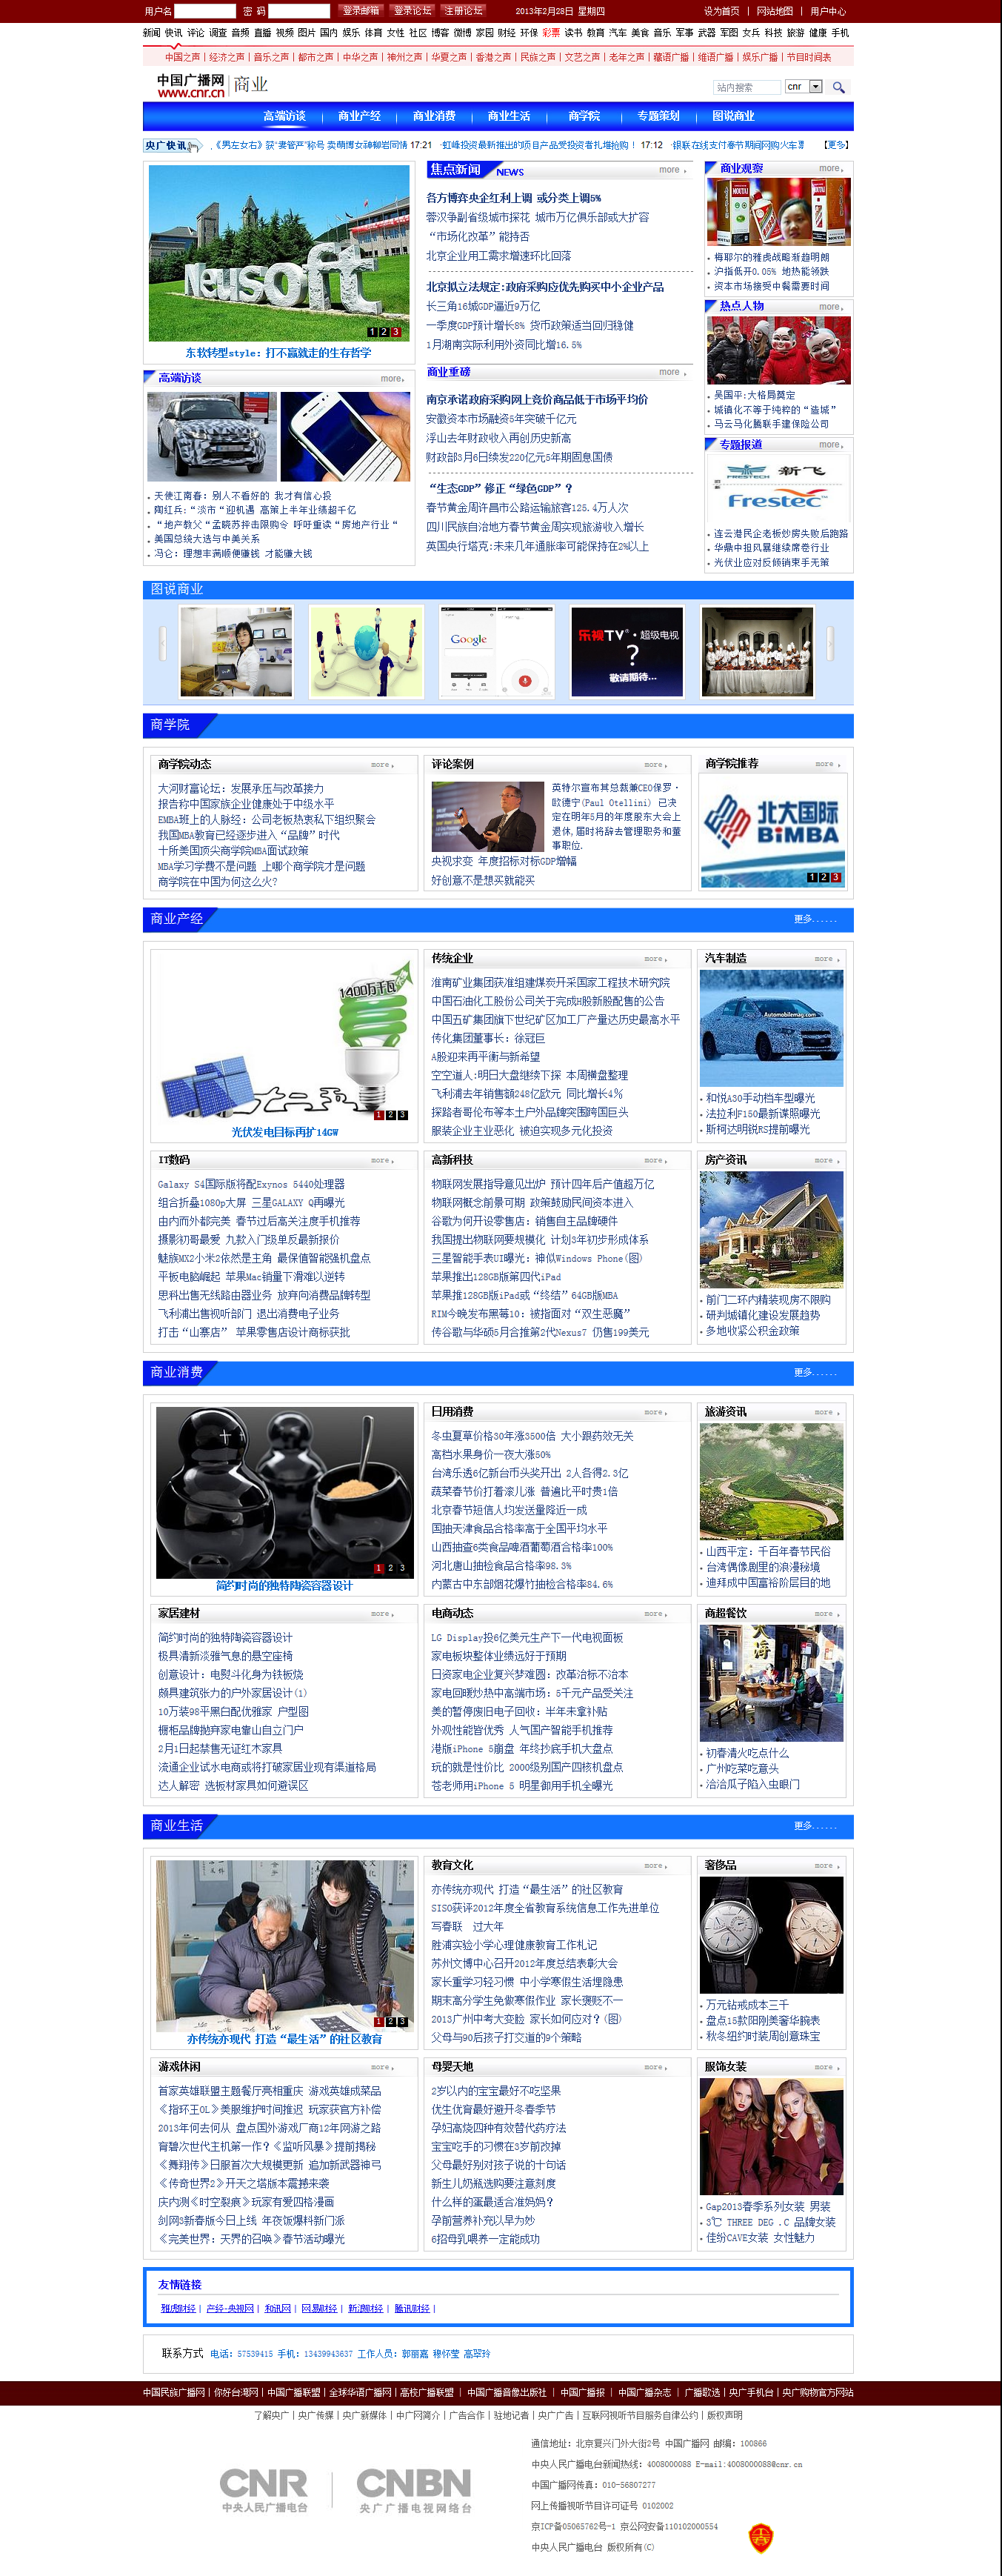 用户名 密 码 登录邮箱 登录论坛 注册论坛 2013年2月28日 星期四 设为首页 | 网站地图 | 用户中心
新闻 快讯 评论 调查 音频 直播 视频 图片 国内 娱乐 体育 女性 社区 博客 微博 家园 财经 环保 彩票 读书 教育 汽车 美食 音乐 军事 武器 军图 女兵 科技 旅游 健康 手机
中国之声 | 经济之声 | 音乐之声 | 都市之声 | 中华之声 | 神州之声 | 华夏之声 | 香港之声 | 民族之声 | 文艺之声 | 老年之声 | 藏语广播 | 维语广播 | 娱乐广播 | 节目时间表
中国广播网 www.cnr.cn 商业 站内搜索 cnr
高端访谈 商业产经 商业消费 商业生活 商学院 专题策划 图说商业
央广快讯 《男左女右》获“妻管严”称号 卖萌博女神柳岩同情 17:21 ·虹峰投资最新推出的项目产品受投资者扎堆抢购！ 17:12 ·银联在线支付春节期间网购火车票 【更多】
Neusoft
1 2 3
东软转型style：打不赢就走的生存哲学
高端访谈 more
天使江南春：别人不看好的 我才有信心投
陶红兵:“淡市“迎机遇 高策上半年业绩超千亿
“地产教父“孟晓苏抨击限购令 呼吁重读“房地产行业“
美国总统大选与中美关系
冯仑：理想丰满顺便赚钱 才能赚大钱
焦点新闻 NEWS more
各方博弈央企红利上调 或分类上调5%
蓉汉争副省级城市探花 城市万亿俱乐部或大扩容
“市场化改革”能持否
北京企业用工需求增速环比回落
北京拟立法规定:政府采购应优先购买中小企业产品
长三角16城GDP逼近9万亿
一季度GDP预计增长8% 货币政策适当回归稳健
1月湖南实际利用外资同比增16.5%
商业重磅 more
南京承诺政府采购网上竞价商品低于市场平均价
安徽资本市场融资5年突破千亿元
浮山去年财政收入再创历史新高
财政部3月6日续发220亿元5年期固息国债
“生态GDP”修正“绿色GDP”？
春节黄金周许昌市公路运输旅客125.4万人次
四川民族自治地方春节黄金周实现旅游收入增长
英国央行塔克:未来几年通胀率可能保持在2%以上
商业观察 more
梅耶尔的雅虎战略渐趋明朗
沪指低开0.05% 地热能领跌
资本市场接受中餐需要时间
热点人物 more
吴国平:大格局奠定
城镇化不等于纯粹的“造城”
马云马化腾联手建保险公司
专题报道 more
FRESTECH 新飞
Frestec
连云港民企老板炒房失败后跑路
华鼎中担风暴继续席卷行业
光伏业应对反倾销束手无策
图说商业
Google
乐视TV·超级电视
?
敬请期待...
商学院
商学院动态 more
大河财富论坛：发展承压与改革接力
报告称中国家族企业健康处于中级水平
EMBA班上的人脉经：公司老板热衷私下组织聚会
我国MBA教育已经逐步进入“品牌”时代
十所美国顶尖商学院MBA面试政策
MBA学习学费不是问题 上哪个商学院才是问题
商学院在中国为何这么火?
评论案例 more
英特尔宣布其总裁兼CEO保罗·
欧德宁(Paul Otellini) 已决
定在明年5月的年度股东大会上
退休,届时将辞去管理职务和董
事职位.
央视求变 年度招标对标GDP增幅
好创意不是想买就能买
商学院推荐 more
北大国际
BiMBA
1 2 3
商业产经 更多......
1400万千瓦
1 2 3
光伏发电目标再扩14GW
传统企业 more
淮南矿业集团获准组建煤炭开采国家工程技术研究院
中国石油化工股份公司关于完成H股新股配售的公告
中国五矿集团旗下世纪矿区加工厂产量达历史最高水平
传化集团董事长：徐冠巨
A股迎来再平衡与新希望
空空道人:明日大盘继续下探 本周横盘整理
飞利浦去年销售额248亿欧元 同比增长4%
探路者哥伦布等本土户外品牌突围跨国巨头
服装企业主业恶化 被迫实现多元化投资
汽车制造 more
Automobilemag.com
和悦A30手动档车型曝光
法拉利F150最新谍照曝光
斯柯达明锐RS提前曝光
IT数码 more
Galaxy S4国际版将配Exynos 5440处理器
组合折叠1080p大屏 三星GALAXY Q再曝光
由内而外都完美 春节过后高关注度手机推荐
摄影初哥最爱 九款入门级单反最新报价
魅族MX2小米2依然是主角 最保值智能强机盘点
平板电脑崛起 苹果Mac销量下滑难以逆转
思科出售无线路由器业务 放弃向消费品牌转型
飞利浦出售视听部门 退出消费电子业务
打击“山寨店” 苹果零售店设计商标获批
高新科技 more
物联网发展指导意见出炉 预计四年后产值超万亿
物联网概念前景可期 政策鼓励民间资本进入
谷歌为何开设零售店：销售自主品牌硬件
我国提出物联网要规模化 计划3年初步形成体系
三星智能手表UI曝光：神似Windows Phone(图)
苹果推出128GB版第四代iPad
苹果推128GB版iPad或“终结”64GB版MBA
RIM今晚发布黑莓10：被指面对“双生恶魔”
传谷歌与华硕5月合推第2代Nexus7 仍售199美元
房产资讯 more
前门二环内精装现房不限购
研判城镇化建设发展趋势
多地收紧公积金政策
商业消费 更多......
1 2 3
简约时尚的独特陶瓷容器设计
日用消费 more
冬虫夏草价格30年涨3500倍 大小跟药效无关
高档水果身价一夜大涨50%
台湾乐透6亿新台币头奖开出 2人各得2.3亿
蔬菜春节价打着滚儿涨 普遍比平时贵1倍
北京春节短信人均发送量降近一成
国抽天津食品合格率高于全国平均水平
山西抽查6类食品啤酒葡萄酒合格率100%
河北唐山抽检食品合格率98.3%
内蒙古中东部烟花爆竹抽检合格率84.6%
旅游资讯 more
山西平定：千百年春节民俗
台湾偶像剧里的浪漫秘境
迪拜成中国富裕阶层目的地
家居建材 more
简约时尚的独特陶瓷容器设计
极具清新淡雅气息的悬空座椅
创意设计：电熨斗化身为铁板烧
颇具建筑张力的户外家居设计(1)
10万装98平黑白配优雅家 户型图
橱柜品牌抛弃家电靠山自立门户
2月1日起禁售无证红木家具
流通企业试水电商或将打破家居业现有渠道格局
达人解密 选板材家具如何避误区
电商动态 more
LG Display投6亿美元生产下一代电视面板
家电板块整体业绩远好于预期
日资家电企业复兴梦难圆：改革治标不治本
家电回暖炒热中高端市场：5千元产品受关注
美的暂停废旧电子回收：半年未拿补贴
外观性能皆优秀 人气国产智能手机推荐
港版iPhone 5崩盘 年终抄底手机大盘点
玩的就是性价比 2000级别国产四核机盘点
苍老师用iPhone 5 明星御用手机全曝光
商超餐饮 more
初春清火吃点什么
广州吃菜吃意头
洽洽瓜子陷入虫眼门
商业生活 更多......
1 2 3
亦传统亦现代 打造“最生活”的社区教育
教育文化 more
亦传统亦现代 打造“最生活”的社区教育
SISO获评2012年度全省教育系统信息工作先进单位
写春联 过大年
胜浦实验小学心理健康教育工作札记
苏州文博中心召开2012年度总结表彰大会
家长重学习轻习惯 中小学寒假生活埋隐患
期末高分学生免做寒假作业 家长褒贬不一
2013广州中考大变脸 家长如何应对？(图)
父母与90后孩子打交道的9个策略
奢侈品 more
万元钻戒成本三千
盘点15款阳刚美奢华腕表
秋冬纽约时装周创意珠宝
游戏休闲 more
首家英雄联盟主题餐厅亮相重庆 游戏英雄成菜品
《指环王OL》美服维护时间推迟 玩家获官方补偿
2013年何去何从 盘点国外游戏厂商12年网游之路
育碧次世代主机第一作？《监听风暴》提前揭秘
《舞翔传》日服首次大规模更新 追加新武器神弓
《传奇世界2》开天之塔版本震撼来袭
庆内测《时空裂痕》玩家有爱四格漫画
剑网3新春版今日上线 年夜饭爆料新门派
《完美世界：天界的召唤》春节活动曝光
母婴天地 more
2岁以内的宝宝最好不吃坚果
优生优育最好避开冬春季节
孕妇高烧四种有效替代药疗法
宝宝吃手的习惯在3岁前改掉
父母最好别对孩子说的十句话
新生儿奶瓶选购要注意刻度
什么样的蛋最适合准妈妈？
孕前营养补充以早为妙
6招母乳喂养一定能成功
服饰女装 more
Gap2013春季系列女装 男装
3℃ THREE DEG .C 品牌女装
佳纷CAVE女装 女性魅力
友情链接
雅虎财经 | 产经-央视网 | 和讯网 | 网易财经 | 新浪财经 | 腾讯财经 |
联系方式 电话：57539415 手机：13439943637 工作人员：郭丽嘉 穆怀莹 高翠玲
中国民族广播网 | 你好台湾网 | 中国广播联盟 | 全球华语广播网 | 高校广播联盟 | 中国广播音像出版社 | 中国广播报 | 中国广播杂志 | 广播歌选 | 央广手机台 | 央广购物官方网站
了解央广 | 央广传媒 | 央广新媒体 | 中广网简介 | 广告合作 | 驻地记者 | 央广广告 | 互联网视听节目服务自律公约 | 版权声明
通信地址：北京复兴门外大街2号 中国广播网 邮编：100866
中央人民广播电台新闻热线：4008000088 E-mail:4008000088@cnr.cn
中国广播网传真：010-56807277
网上传播视听节目许可证号 0102002
京ICP备05065762号-1 京公网安备110102000554
中央人民广播电台 版权所有(C)
CNR 中央人民广播电台
CNBN 央广广播电视网络台